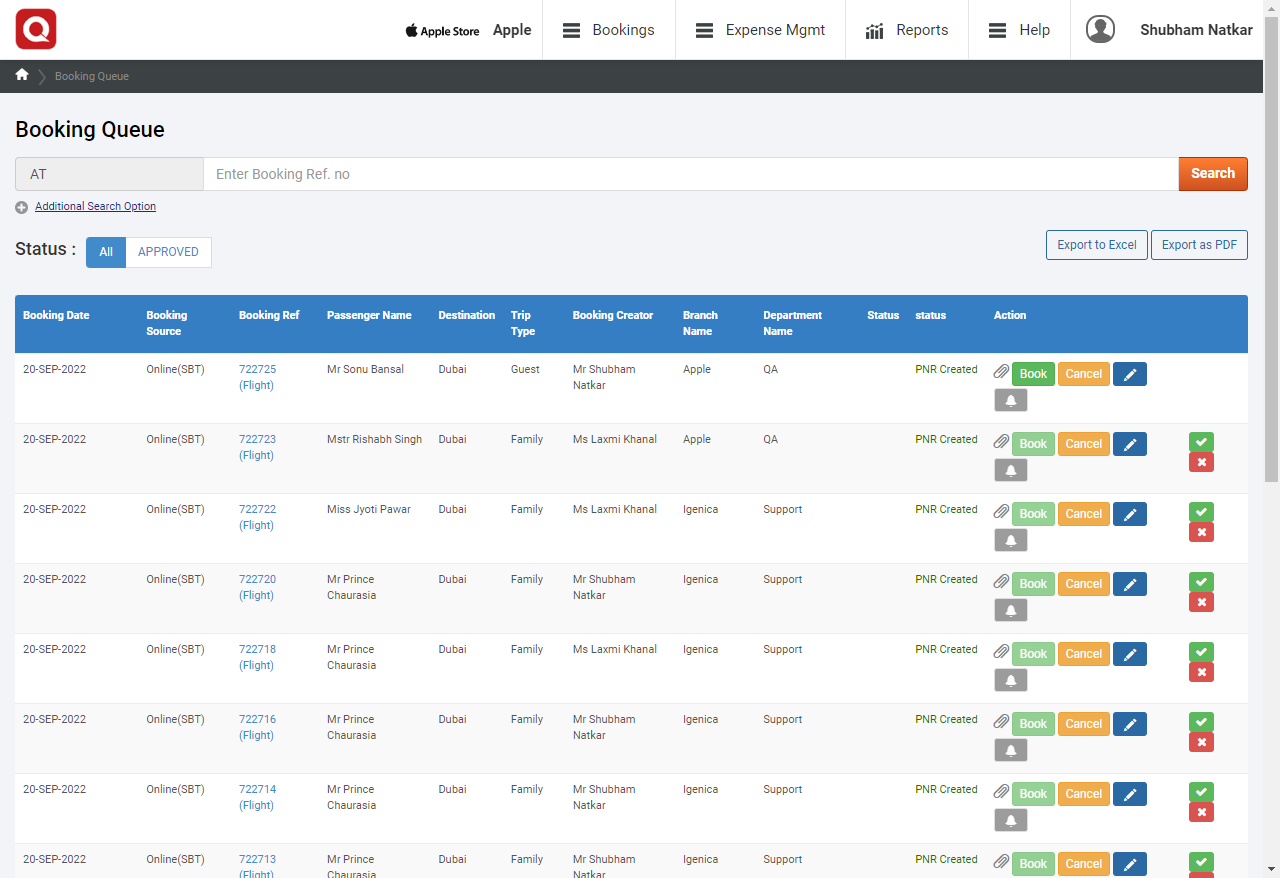 Apple Store Apple Bookings Expense Mgmt Reports Help Shubham Natkar
Booking Queue
Booking Queue
AT Enter Booking Ref. no Search
Additional Search Option
Status : All APPROVED Export to Excel Export as PDF
Booking Date Booking Source Booking Ref Passenger Name Destination Trip Type Booking Creator Branch Name Department Name Status status Action
20-SEP-2022 Online(SBT) 722725 Mr Sonu Bansal Dubai Guest Mr Shubham Apple QA PNR Created Book Cancel
(Flight) Natkar
20-SEP-2022 Online(SBT) 722723 Mstr Rishabh Singh Dubai Family Ms Laxmi Khanal Apple QA PNR Created Book Cancel
(Flight)
20-SEP-2022 Online(SBT) 722722 Miss Jyoti Pawar Dubai Family Ms Laxmi Khanal Igenica Support PNR Created Book Cancel
(Flight)
20-SEP-2022 Online(SBT) 722720 Mr Prince Dubai Family Mr Shubham Igenica Support PNR Created Book Cancel
(Flight) Chaurasia Natkar
20-SEP-2022 Online(SBT) 722718 Mr Prince Dubai Family Ms Laxmi Khanal Igenica Support PNR Created Book Cancel
(Flight) Chaurasia
20-SEP-2022 Online(SBT) 722716 Mr Prince Dubai Family Mr Shubham Igenica Support PNR Created Book Cancel
(Flight) Chaurasia Natkar
20-SEP-2022 Online(SBT) 722714 Mr Prince Dubai Family Mr Shubham Igenica Support PNR Created Book Cancel
(Flight) Chaurasia Natkar
20-SEP-2022 Online(SBT) 722713 Mr Prince Dubai Family Mr Shubham Igenica Support PNR Created Book Cancel
(Flight) Chaurasia Natkar